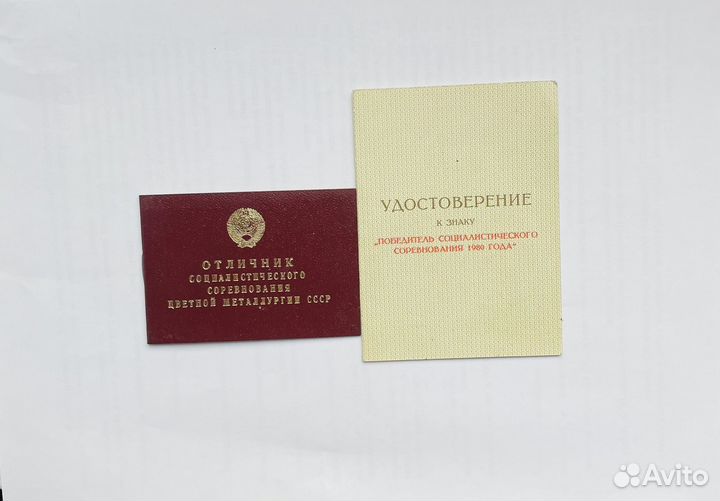 ОТЛИЧНИК
СОЦИАЛИСТИЧЕСКОГО
СОРЕВНОВАНИЯ
ЦВЕТНОЙ МЕТАЛЛУРГИИ СССР
УДОСТОВЕРЕНИЕ
К ЗНАКУ
„ПОБЕДИТЕЛЬ СОЦИАЛИСТИЧЕСКОГО
СОРЕВНОВАНИЯ 1980 ГОДА“
Avito